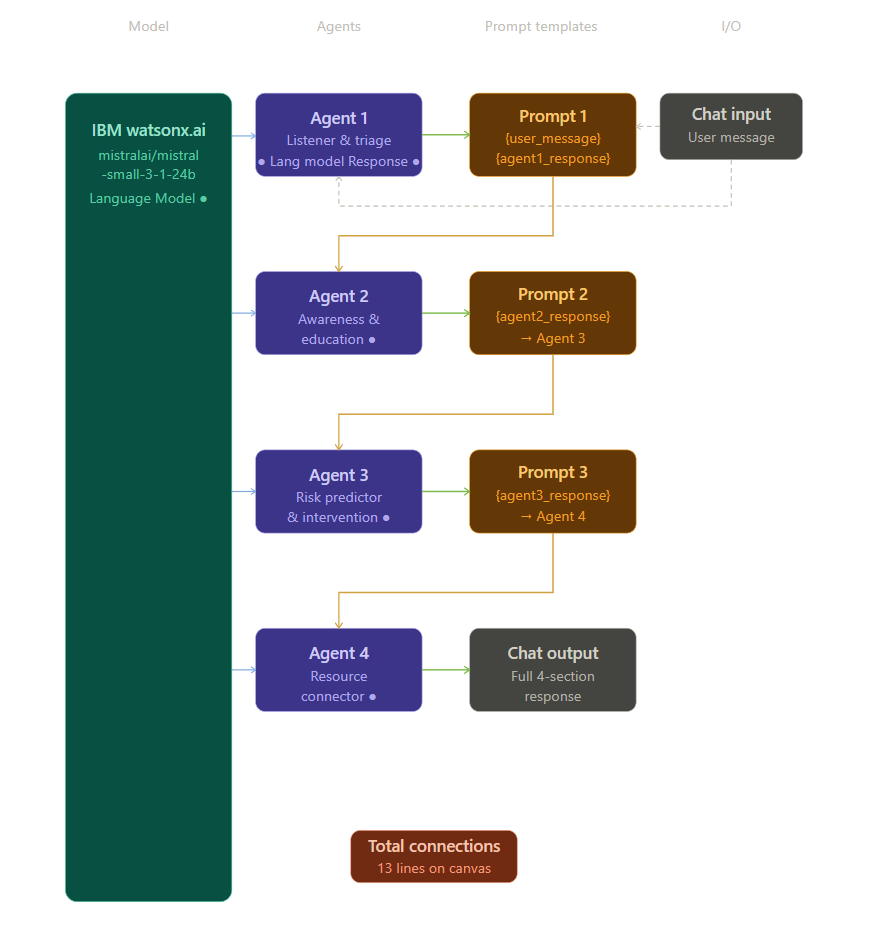 Model
Agents
Prompt templates
I/O
IBM watsonx.ai
mistralai/mistral
-small-3-1-24b
Language Model ●
Agent 1
Listener & triage
● Lang model Response ●
Prompt 1
{user_message}
{agent1_response}
Chat input
User message
Agent 2
Awareness &
education ●
Prompt 2
{agent2_response}
→ Agent 3
Agent 3
Risk predictor
& intervention ●
Prompt 3
{agent3_response}
→ Agent 4
Agent 4
Resource
connector ●
Chat output
Full 4-section
response
Total connections
13 lines on canvas